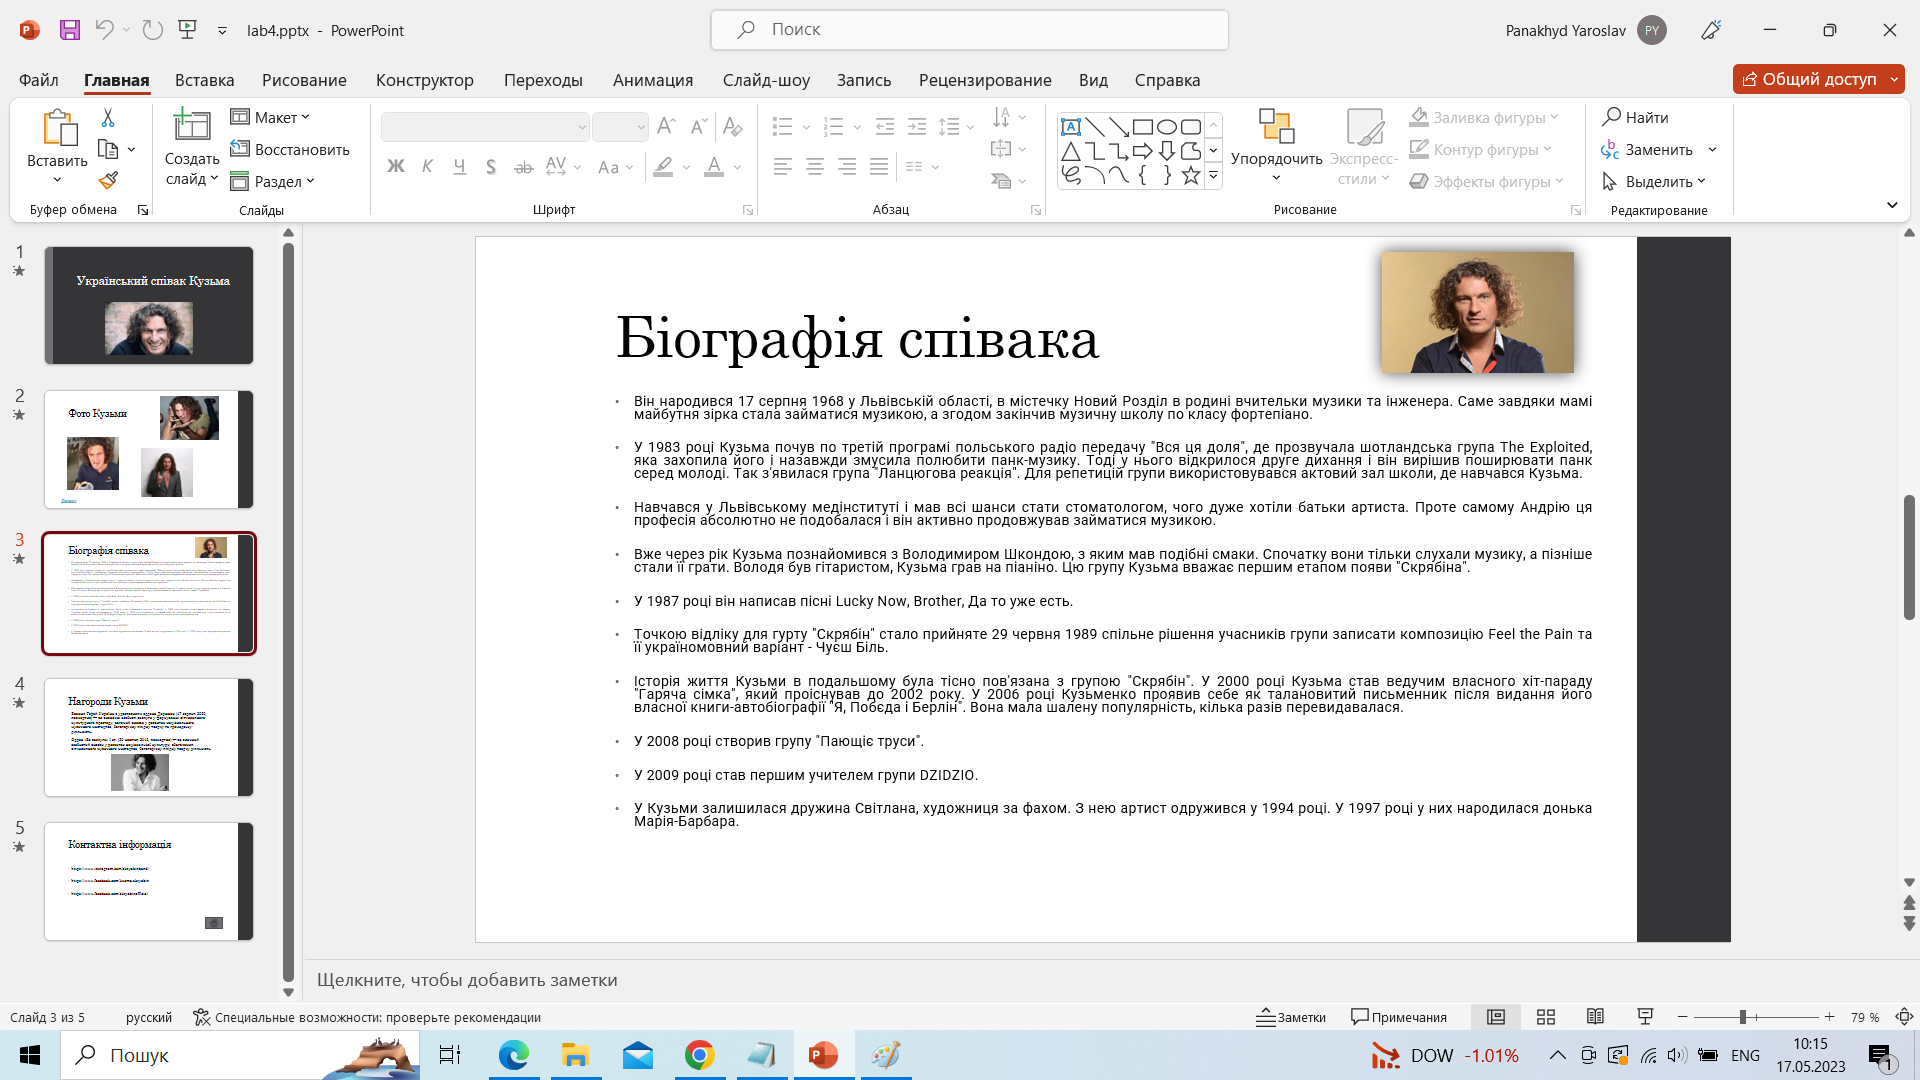 lab4.pptx - PowerPoint
Поиск
Panakhyd Yaroslav
PY
Файл
Главная
Вставка
Рисование
Конструктор
Переходы
Анимация
Слайд-шоу
Запись
Рецензирование
Вид
Справка
Общий доступ
Вставить
Буфер обмена
Создать
слайд
Макет
Восстановить
Раздел
Слайды
Ж К Ч S ab AV Aa A
Шрифт
Абзац
Упорядочить
Экспресс-
стили
Заливка фигуры
Контур фигуры
Эффекты фигуры
Рисование
Найти
Заменить
Выделить
Редактирование
1
Український співак Кузьма
2
Фото Кузьми
3
Біографія співака
4
Нагороди Кузьми
5
Контактна інформація
Біографія співака
Він народився 17 серпня 1968 у Львівській області, в містечку Новий Розділ в родині вчительки музики та інженера. Саме завдяки мамі
майбутня зірка стала займатися музикою, а згодом закінчив музичну школу по класу фортепіано.
У 1983 році Кузьма почув по третій програмі польського радіо передачу "Вся ця доля", де прозвучала шотландська група The Exploited,
яка захопила його і назавжди змусила полюбити панк-музику. Тоді у нього відкрилося друге дихання і він вирішив поширювати панк
серед молоді. Так з'явилася група "Ланцюгова реакція". Для репетицій групи використовувався актовий зал школи, де навчався Кузьма.
Навчався у Львівському медінституті і мав всі шанси стати стоматологом, чого дуже хотіли батьки артиста. Проте самому Андрію ця
професія абсолютно не подобалася і він активно продовжував займатися музикою.
Вже через рік Кузьма познайомився з Володимиром Шкондою, з яким мав подібні смаки. Спочатку вони тільки слухали музику, а пізніше
стали її грати. Володя був гітаристом, Кузьма грав на піаніно. Цю групу Кузьма вважає першим етапом появи "Скрябіна".
У 1987 році він написав пісні Lucky Now, Brother, Да то уже есть.
Точкою відліку для гурту "Скрябін" стало прийняте 29 червня 1989 спільне рішення учасників групи записати композицію Feel the Pain та
її україномовний варіант - Чуєш Біль.
Історія життя Кузьми в подальшому була тісно пов'язана з групою "Скрябін". У 2000 році Кузьма став ведучим власного хіт-параду
"Гаряча сімка", який проіснував до 2002 року. У 2006 році Кузьменко проявив себе як талановитий письменник після видання його
власної книги-автобіографії "Я, Побєда і Берлін". Вона мала шалену популярність, кілька разів перевидавалася.
У 2008 році створив групу "Пающіє труси".
У 2009 році став першим учителем групи DZIDZIO.
У Кузьми залишилася дружина Світлана, художниця за фахом. З нею артист одружився у 1994 році. У 1997 році у них народилася донька
Марія-Барбара.
Щелкните, чтобы добавить заметки
Слайд 3 из 5
русский
Специальные возможности: проверьте рекомендации
Заметки
Примечания
79 %
Пошук
DOW -1.01%
ENG
10:15
17.05.2023
1